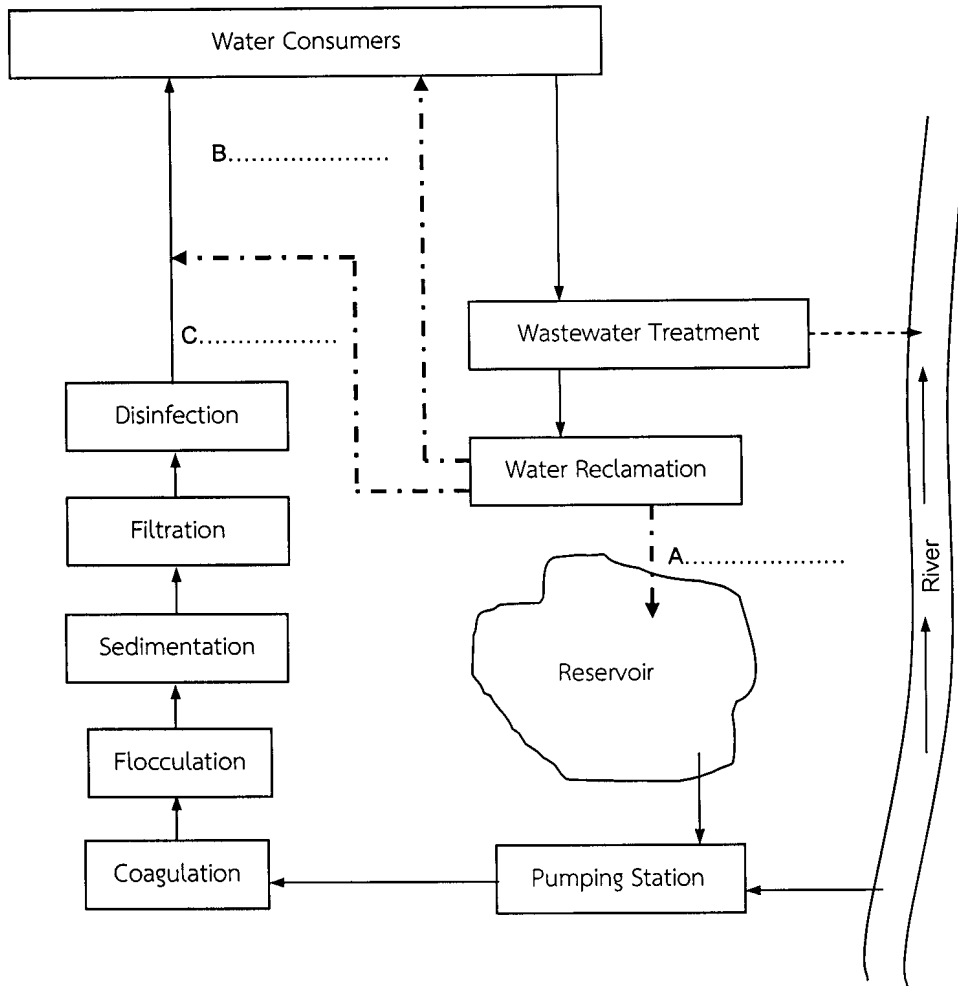 Water Consumers
B......................
C...................
Wastewater Treatment
Disinfection
Water Reclamation
Filtration
A......................
River
Sedimentation
Reservoir
Flocculation
Coagulation
Pumping Station